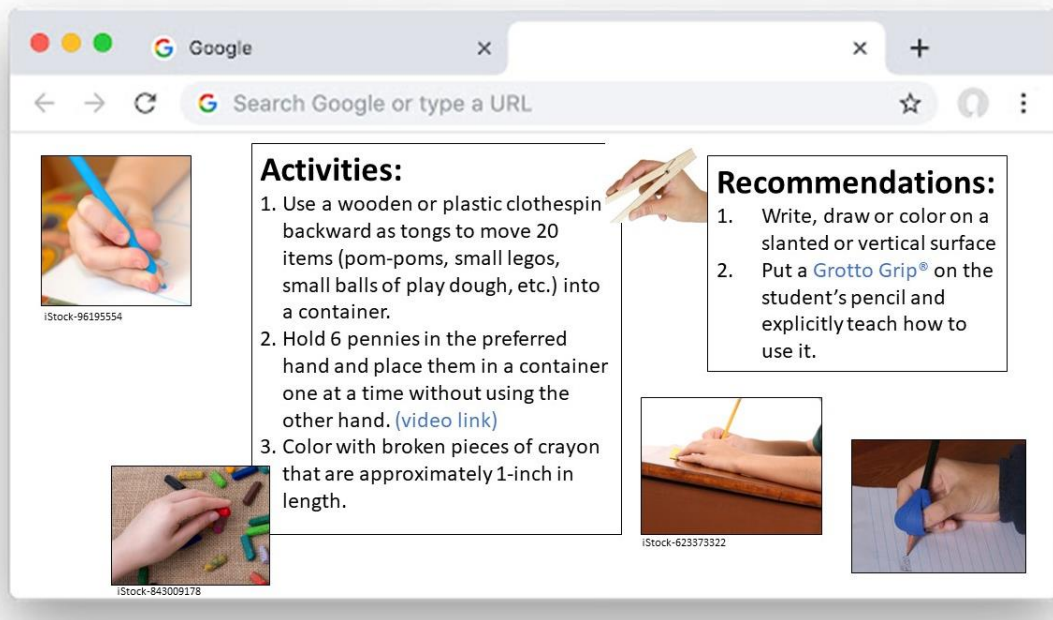 Google
Search Google or type a URL
iStock-96195554
Activities:
1. Use a wooden or plastic clothespin
backward as tongs to move 20
items (pom-poms, small legos,
small balls of play dough, etc.) into
a container.
2. Hold 6 pennies in the preferred
hand and place them in a container
one at a time without using the
other hand. (video link)
3. Color with broken pieces of crayon
that are approximately 1-inch in
length.
iStock-843009178
Recommendations:
1. Write, draw or color on a
slanted or vertical surface
2. Put a Grotto Grip® on the
student's pencil and
explicitly teach how to
use it.
iStock-623373322